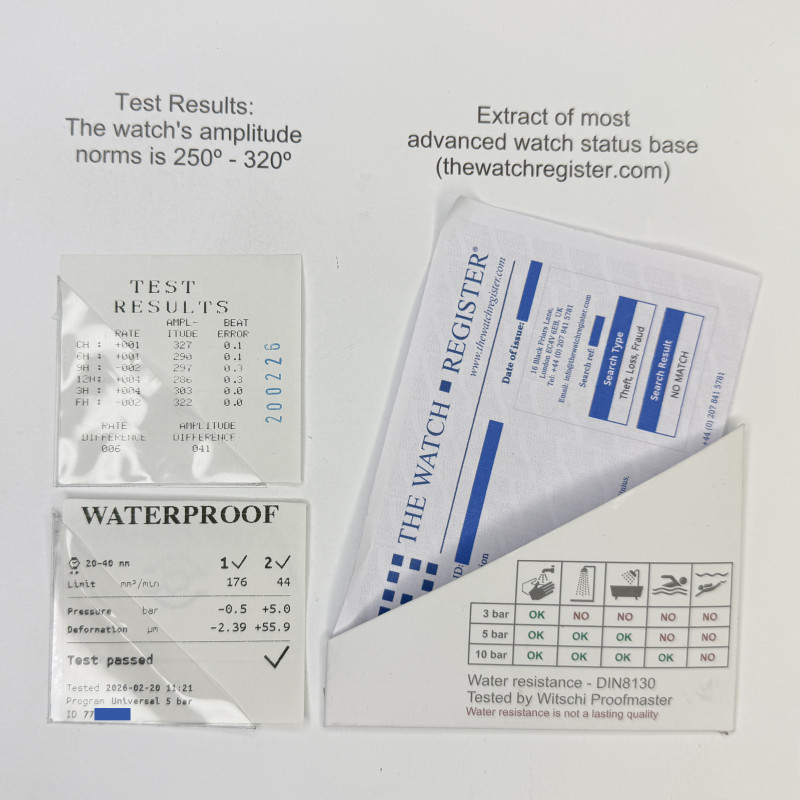 Test Results:
The watch's amplitude
norms is 250º - 320º
Extract of most
advanced watch status base
(thewatchregister.com)
TEST
RESULTS
RATE AMPL-ITUDE BEAT ERROR
CH : +001 327 0.1
6H : +001 290 0.1
9H : -002 297 0.3
12H: +004 286 0.3
3H : +004 303 0.0
FH : -002 322 0.0
RATE AMPLITUDE
DIFFERENCE DIFFERENCE
006 041
200226
WATERPROOF
20-40 mm 1✓ 2✓
Limit mm³/min 176 44
Pressure bar -0.5 +5.0
Deformation µm -2.39 +55.9
Test passed ✓
Tested 2026-02-20 11:21
Program Universal 5 bar
ID 77
THE WATCH REGISTER®
www.thewatchregister.com
Date of issue:
16 Black Friars Lane,
London EC4V 6EB, UK
Tel: +44 (0) 207 841 5781
Email: info@thewatchregister.com
Search ref:
Search Type
Theft, Loss, Fraud
Search Result
NO MATCH
+44 (0) 207 841 5781
ID:
3 bar OK NO NO NO NO
5 bar OK OK OK NO NO
10 bar OK OK OK OK NO
Water resistance - DIN8130
Tested by Witschi Proofmaster
Water resistance is not a lasting quality